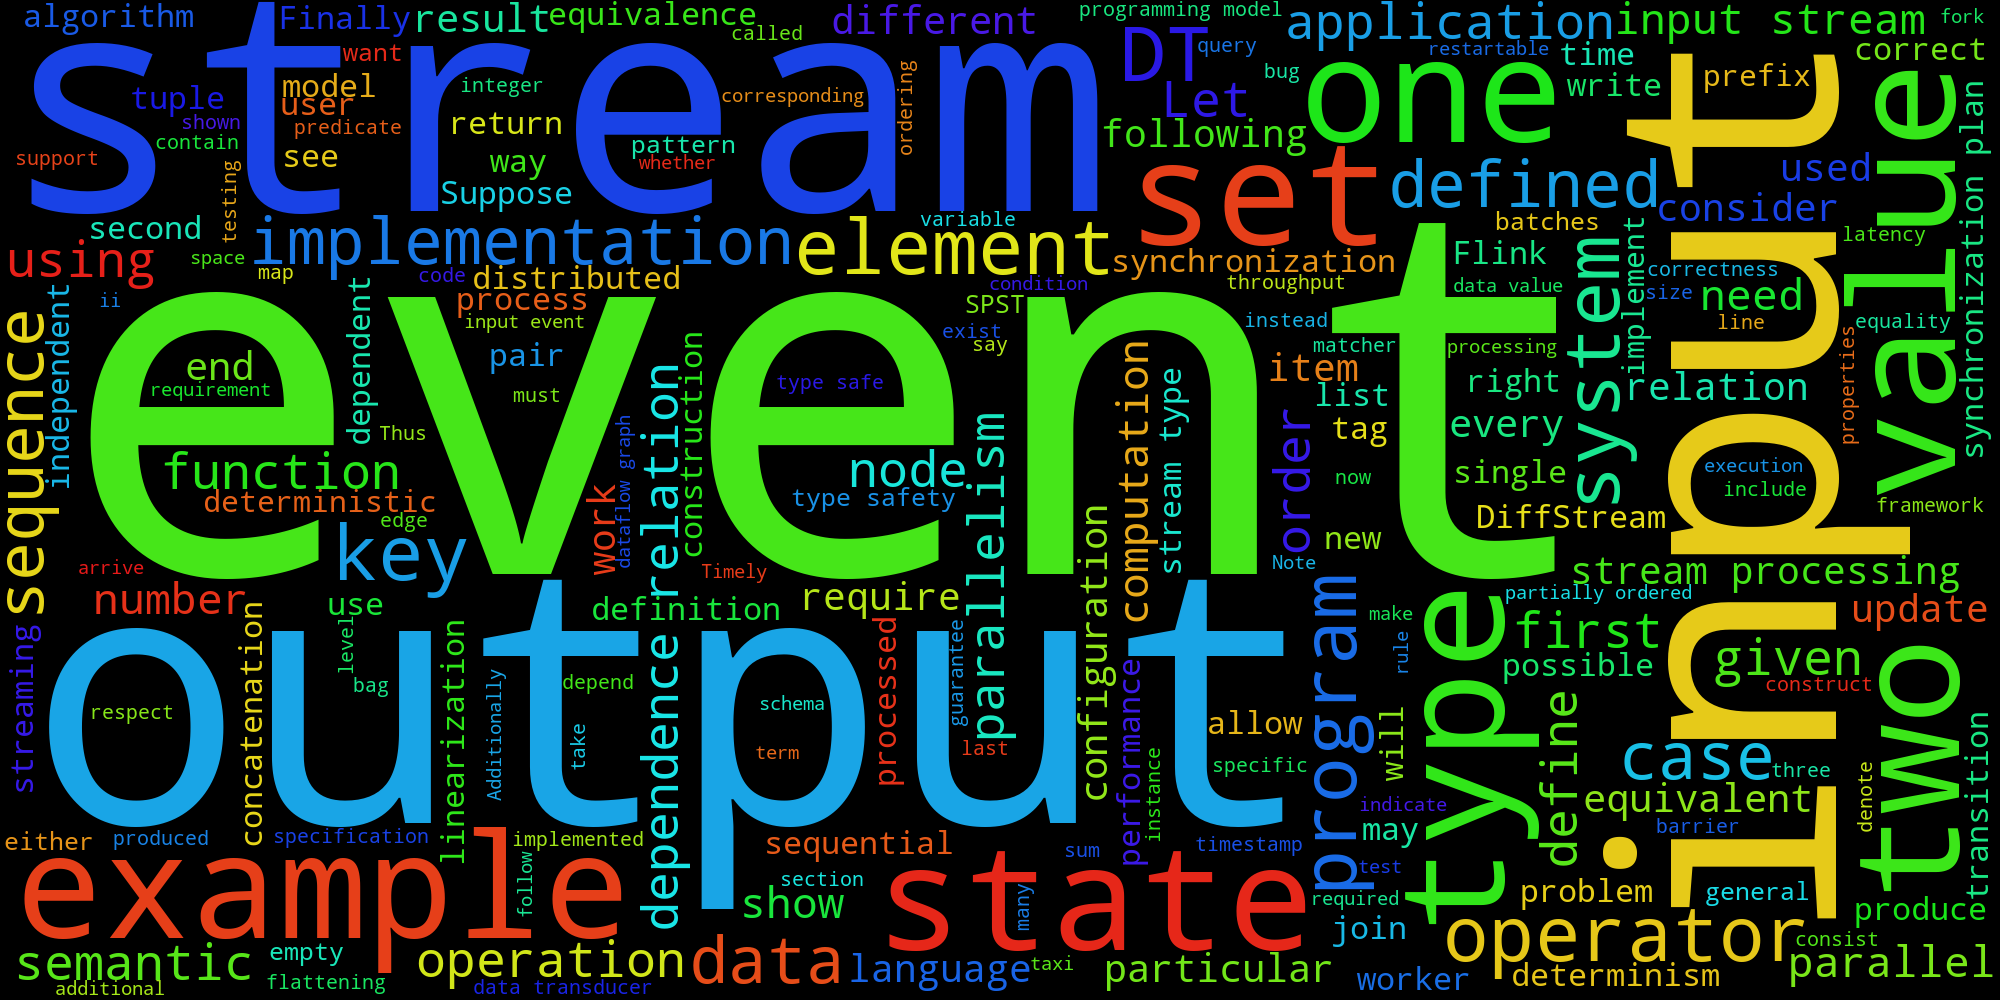 stream
event
output
input
example
state
one
set
value
two
type
element
implementation
defined
DT
Let
application
input stream
fork
programming model
query
restartable
time
correct
bug
write
prefix
following
used
consider
batches
latency
synchronization plan
algorithm
Finally
result
equivalence
called
different
want
model
tuple
user
shown
predicate
contain
support
see
testing
integer
return
way
Suppose
pattern
whether
corresponding
ordering
second
using
space
map
code
distributed
process
input event
variable
condition
synchronization
throughput
Flink
data value
SPST
exist
say
instead
matcher
processing
implement
system
correctness
size
need
line
equality
properties
relation
sequence
independent
ii
dependent
end
requirement
pair
must
Thus
function
deterministic
edge
key
dataflow graph
work
construction
dependence relation
type safe
node
type safety
parallelism
computation
stream type
item
list
tag
order
right
every
single
now
DiffStream
new
Note
execution
include
framework
stream processing
partially ordered
arrive
number
use
Timely
definition
require
configuration
update
make
first
possible
given
construct
rule
program
streaming
respect
concatenation
level
bag
linearization
Additionally
depend
take
schema
term
processed
guarantee
last
performance
instance
allow
specific
will
define
case
three
equivalent
denote
transition
barrier
indicate
may
either
produced
specification
implemented
sequential
sum
timestamp
test
follow
section
show
many
required
problem
general
produce
join
operator
consist
semantic
empty
flattening
additional
operation
data transducer
data
language
taxi
particular
worker
determinism
parallel